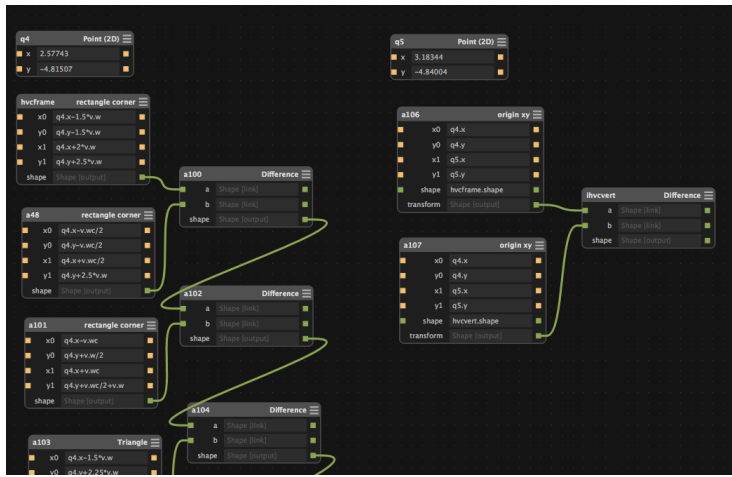 q4 Point (2D)
x 2.57743
y -4.81507
hvcframe rectangle corner
x0 q4.x-1.5*v.w
y0 q4.y-1.5*v.w
x1 q4.x+2*v.w
y1 q4.y+2.5*v.w
shape Shape [output]
a48 rectangle corner
x0 q4.x-v.wc/2
y0 q4.y-v.wc/2
x1 q4.x+v.wc/2
y1 q4.y+2.5*v.w
shape Shape [output]
a101 rectangle corner
x0 q4.x-v.wc
y0 q4.y+v.w/2
x1 q4.x+v.wc
y1 q4.y+v.wc/2+v.w
shape Shape [output]
a103 Triangle
x0 q4.x-1.5*v.w
y0 q4.y+2.25*v.w
a100 Difference
a Shape [link]
b Shape [link]
shape Shape [output]
a102 Difference
a Shape [link]
b Shape [link]
shape Shape [output]
a104 Difference
a Shape [link]
b Shape [link]
shape Shape [output]
q5 Point (2D)
x 3.18344
y -4.84004
a106 origin xy
x0 q4.x
y0 q4.y
x1 q5.x
y1 q5.y
shape hvcframe.shape
transform Shape [output]
a107 origin xy
x0 q4.x
y0 q4.y
x1 q5.x
y1 q5.y
shape hvcvert.shape
transform Shape [output]
ihvcvert Difference
a Shape [link]
b Shape [link]
shape Shape [output]